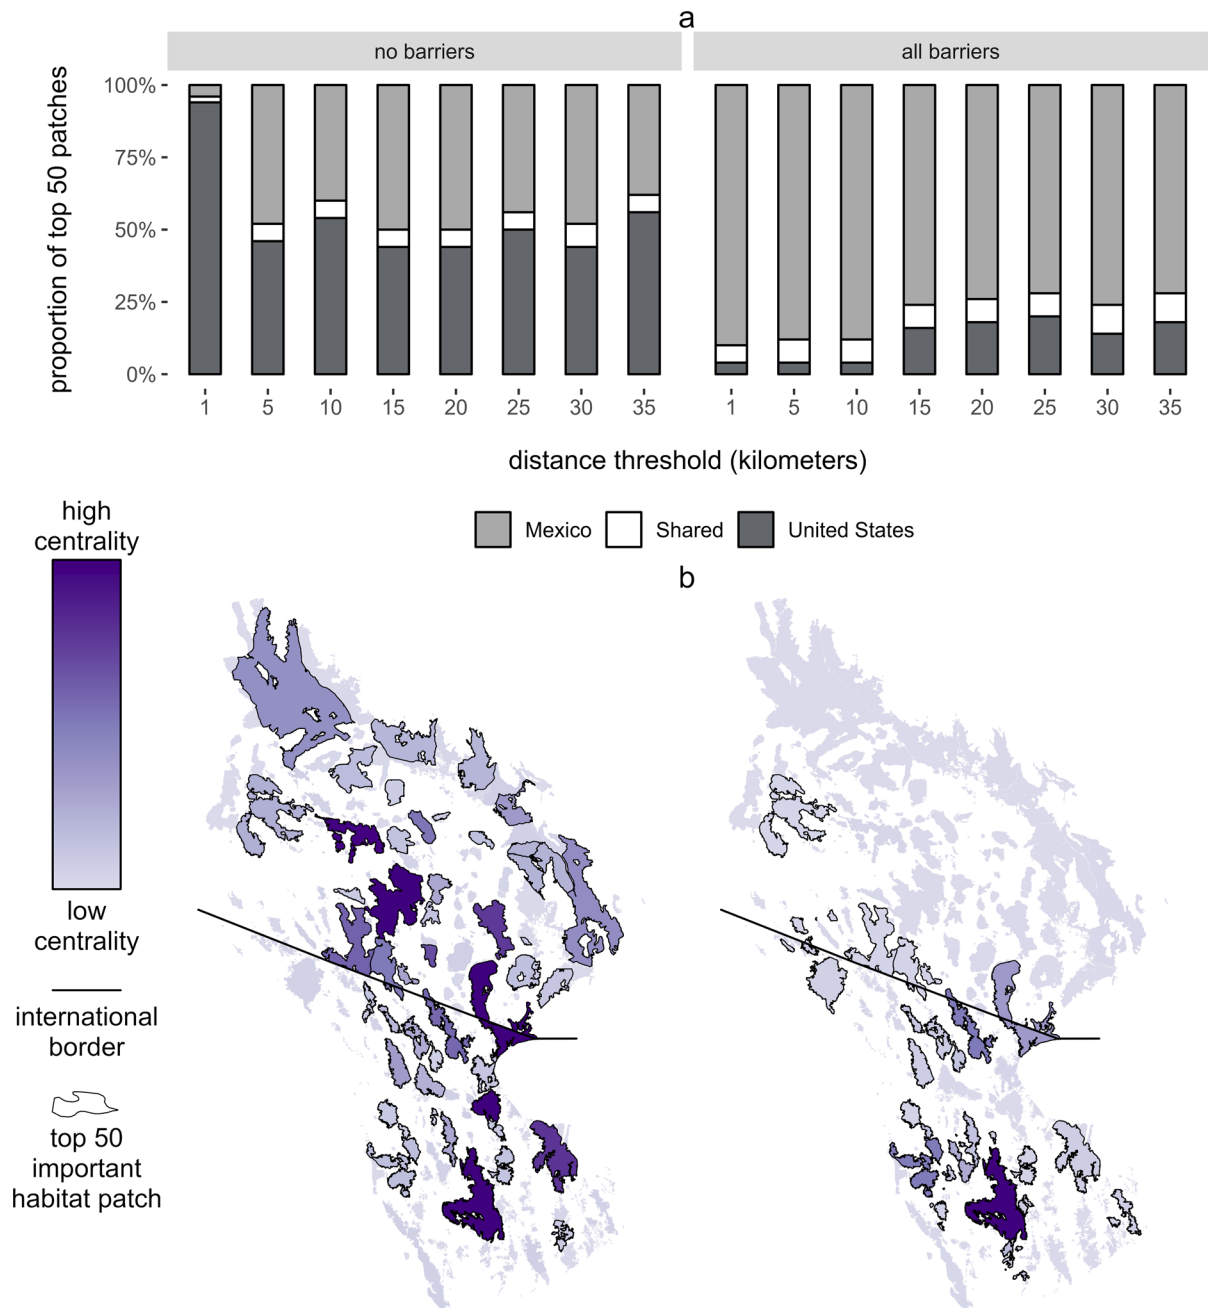 a
no barriers
all barriers
proportion of top 50 patches
100%
75%
50%
25%
0%
1 5 10 15 20 25 30 35
1 5 10 15 20 25 30 35
distance threshold (kilometers)
Mexico
Shared
United States
b
high
centrality
low
centrality
international
border
top 50
important
habitat patch